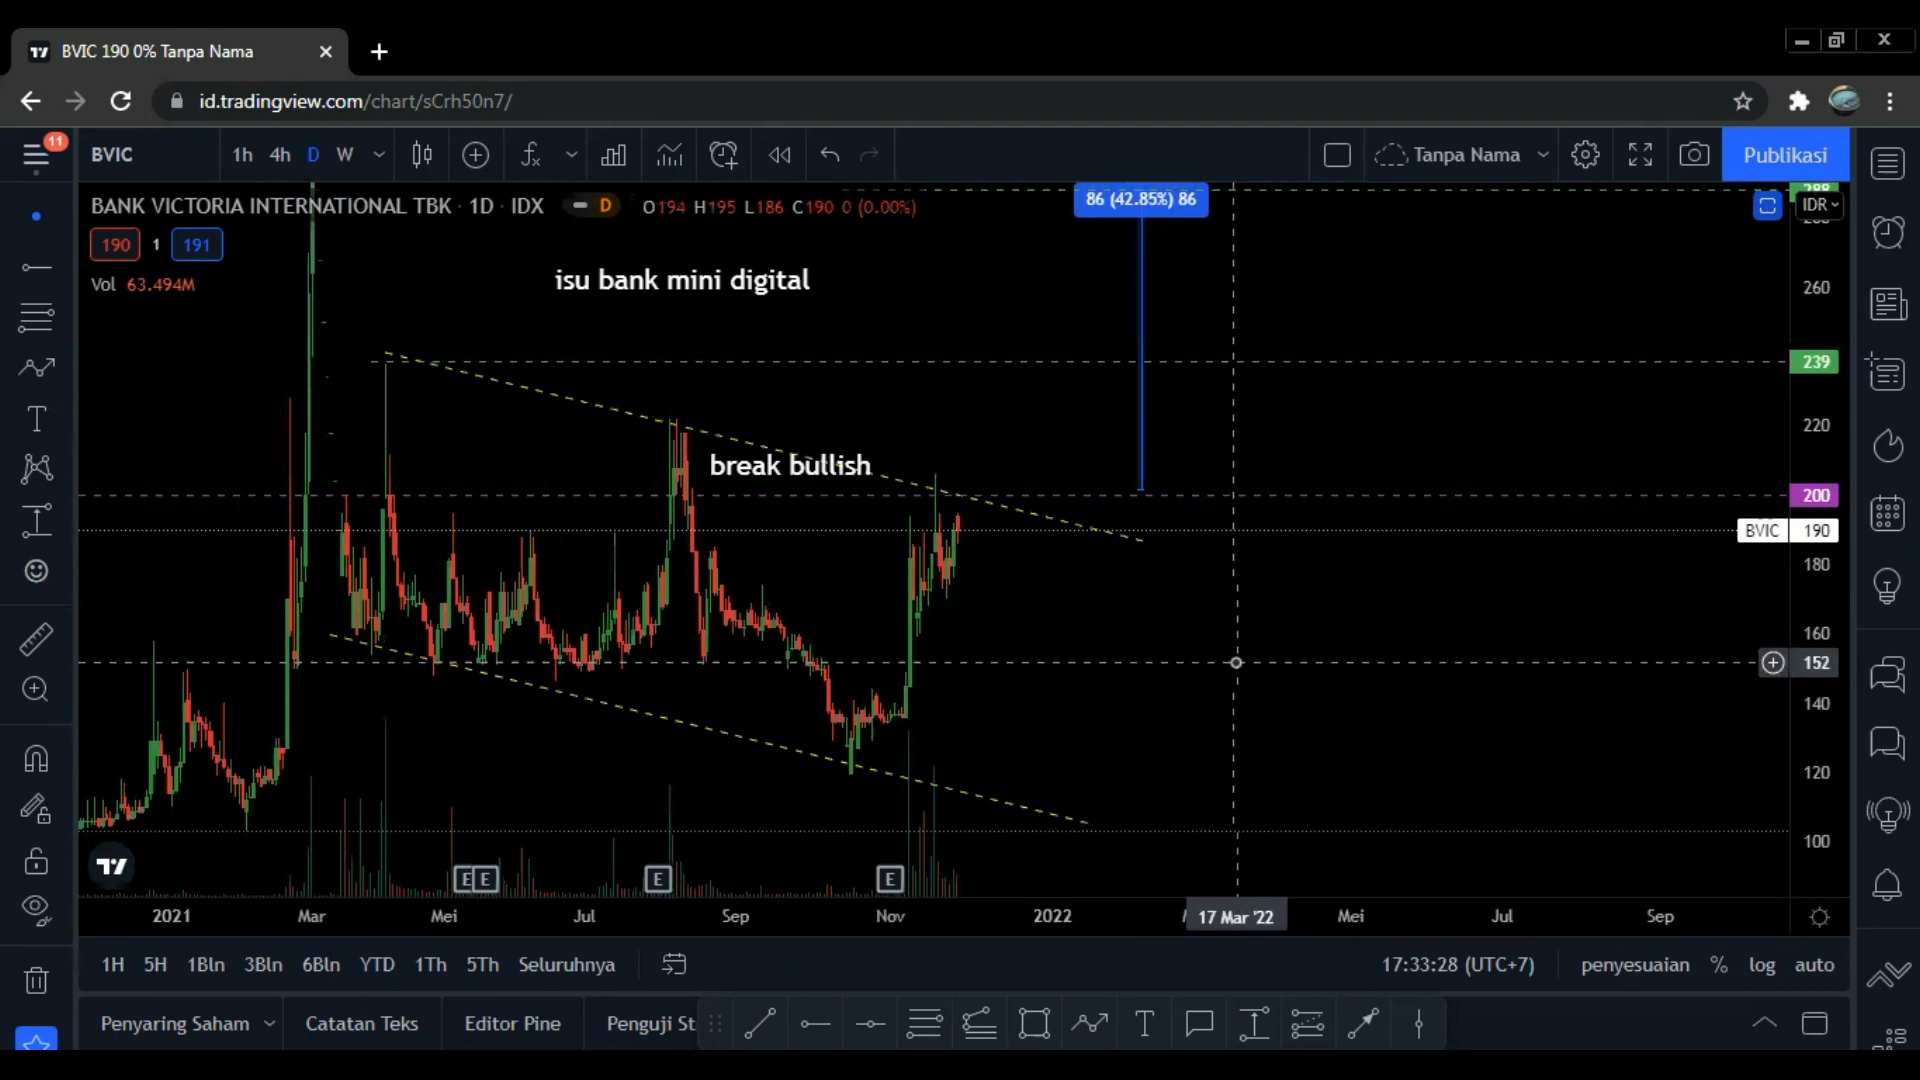 BVIC 190 0% Tanpa Nama
id.tradingview.com/chart/sCrh50n7/
11
BVIC 1h 4h D W Tanpa Nama Publikasi
BANK VICTORIA INTERNATIONAL TBK · 1D · IDX D O194 H195 L186 C190 0 (0.00%)
86 (42.85%) 86
288
IDR
190 1 191
Vol 63.494M
isu bank mini digital
260
239
220
break bullish
200
BVIC 190
180
160
152
140
120
100
E E E E
2021 Mar Mei Jul Sep Nov 2022 17 Mar '22 Mei Jul Sep
1H 5H 1Bln 3Bln 6Bln YTD 1Th 5Th Seluruhnya 17:33:28 (UTC+7) penyesuaian % log auto
Penyaring Saham Catatan Teks Editor Pine Penguji St